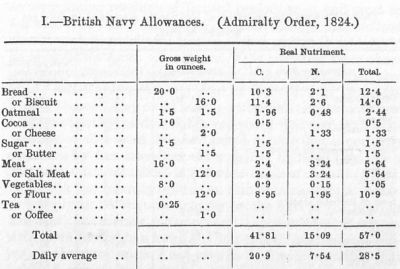 I.—British Navy Allowances. (Admiralty Order, 1824.)
Gross weight in ounces. Real Nutriment.
C. N. Total.
Bread .. .. .. .. .. 20·0 .. 10·3 2·1 12·4
or Biscuit .. .. .. .. .. 16·0 11·4 2·6 14·0
Oatmeal .. .. .. .. 1·5 1·5 1·96 0·48 2·44
Cocoa .. .. .. .. .. 1·0 .. 0·5 .. 0·5
or Cheese .. .. .. .. .. 2·0 .. 1·33 1·33
Sugar .. .. .. .. .. 1·5 .. 1·5 .. 1·5
or Butter .. .. .. .. .. 1·5 1·5 .. 1·5
Meat .. .. .. .. .. 16·0 .. 2·4 3·24 5·64
or Salt Meat .. .. .. .. 12·0 2·4 3·24 5·64
Vegetables .. .. .. .. 8·0 .. 0·9 0·15 1·05
or Flour .. .. .. .. .. 12·0 8·95 1·95 10·9
Tea .. .. .. .. .. 0·25 .. .. .. ..
or Coffee .. .. .. .. .. 1·0 .. .. ..
Total .. .. .. .. 41·81 15·09 57·0
Daily average .. .. .. 20·9 7·54 28·5